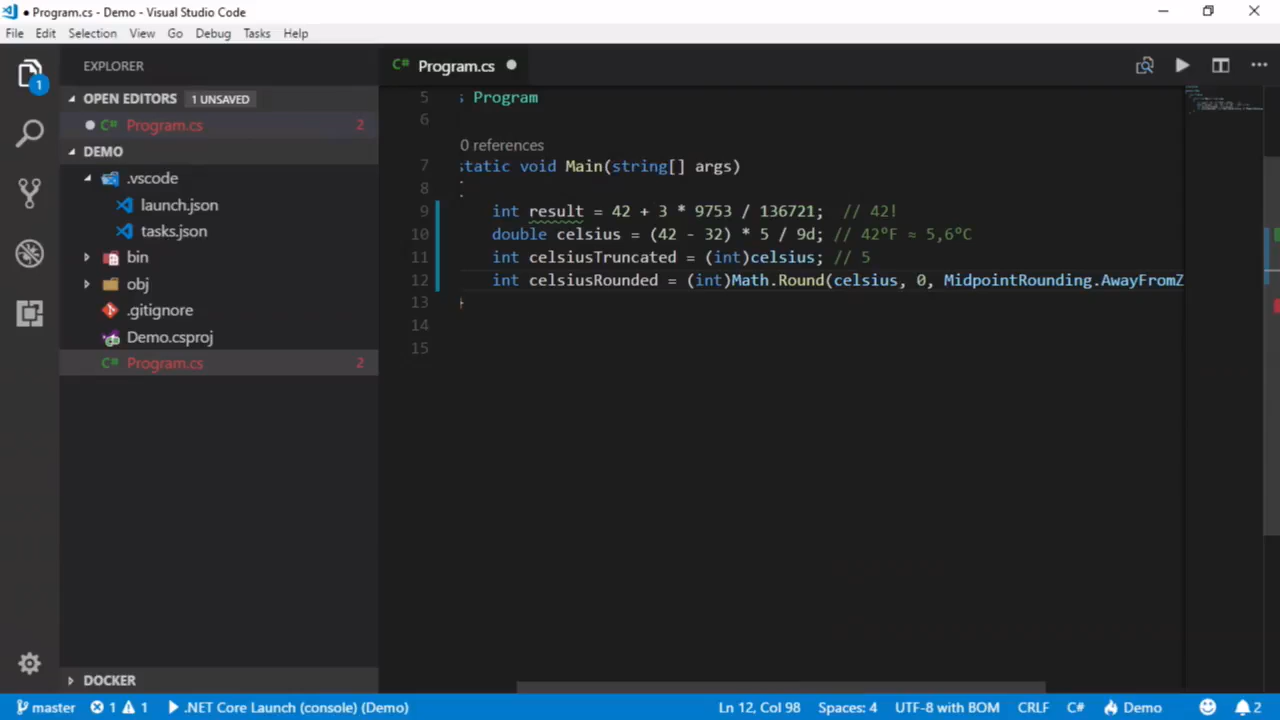 ● Program.cs - Demo - Visual Studio Code
File Edit Selection View Go Debug Tasks Help
1
EXPLORER
OPEN EDITORS 1 UNSAVED
C# Program.cs 2
DEMO
.vscode
launch.json
tasks.json
bin
obj
.gitignore
Demo.csproj
C# Program.cs 2
DOCKER
C# Program.cs ●
5 Program
6
0 references
7 static void Main(string[] args)
8
9 int result = 42 + 3 * 9753 / 136721; // 42!
10 double celsius = (42 - 32) * 5 / 9d; // 42°F ≈ 5,6°C
11 int celsiusTruncated = (int)celsius; // 5
12 int celsiusRounded = (int)Math.Round(celsius, 0, MidpointRounding.AwayFromZ
13 }
14
15
master 1 1 .NET Core Launch (console) (Demo) Ln 12, Col 98 Spaces: 4 UTF-8 with BOM CRLF C# Demo 2